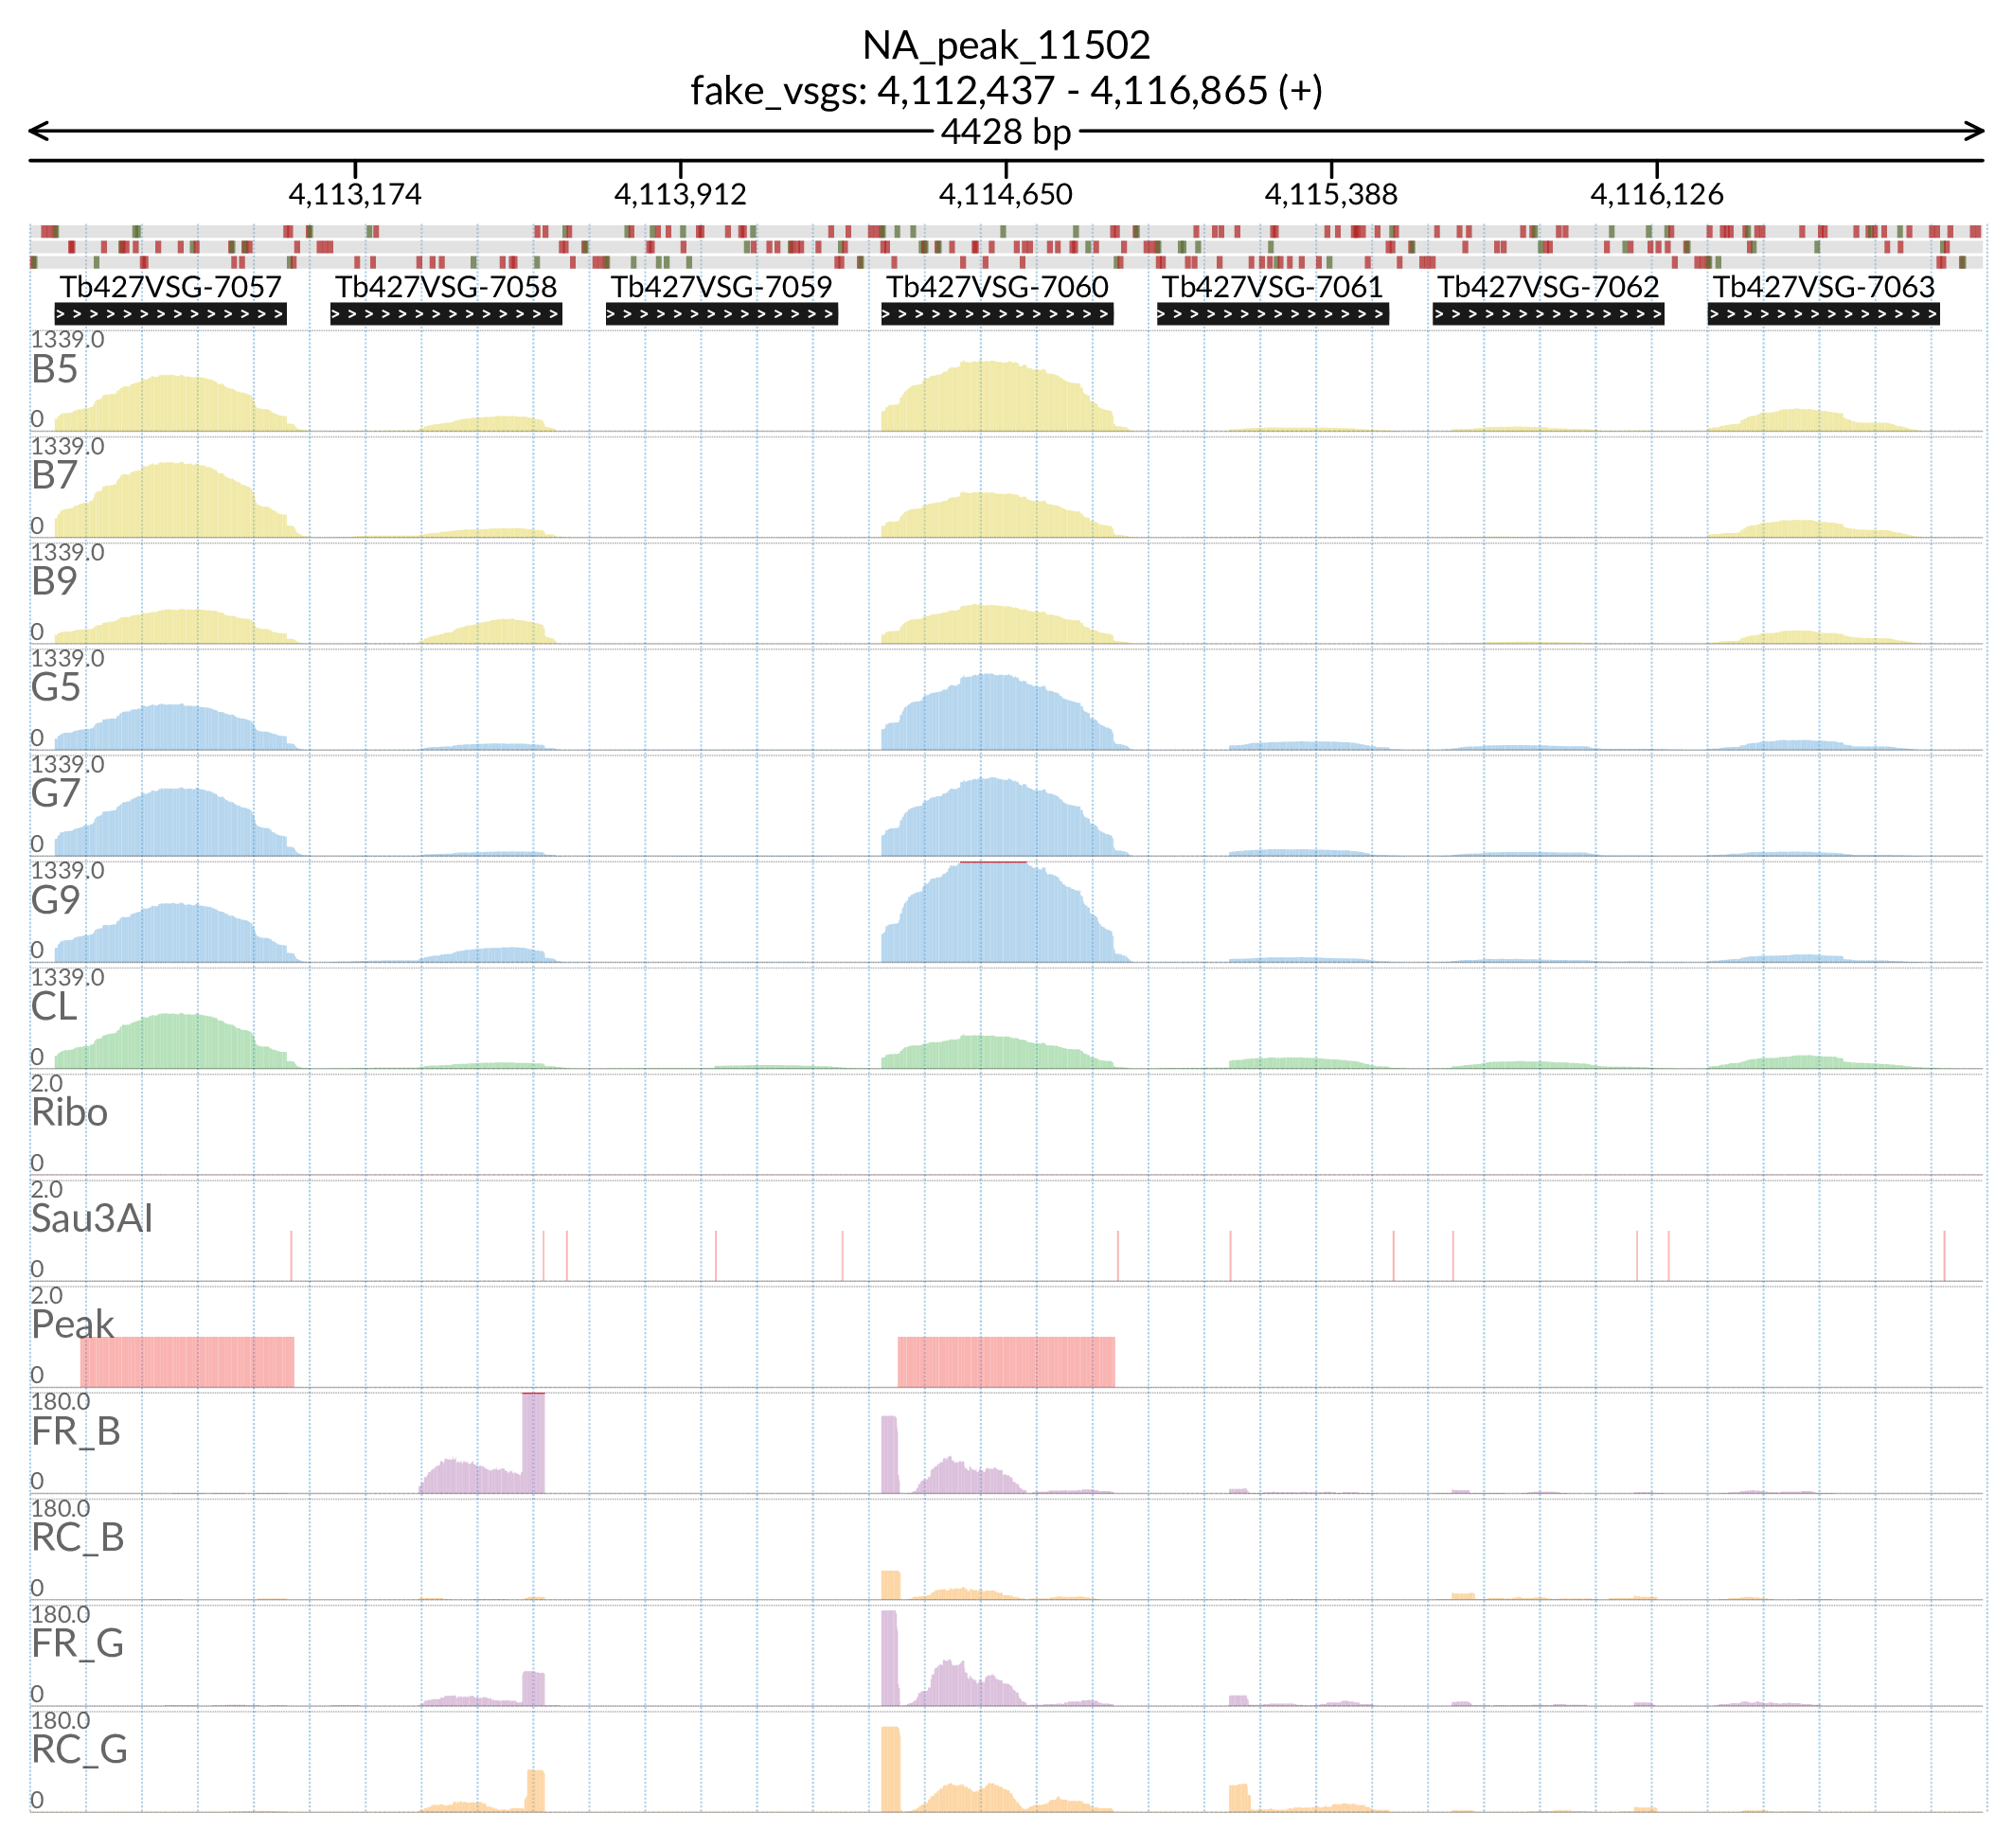 NA_peak_11502
fake_vsgs: 4,112,437 - 4,116,865 (+)
4428 bp
4,113,174 4,113,912 4,114,650 4,115,388 4,116,126
Tb427VSG-7057 Tb427VSG-7058 Tb427VSG-7059 Tb427VSG-7060 Tb427VSG-7061 Tb427VSG-7062 Tb427VSG-7063
1339.0
B5
0
1339.0
B7
0
1339.0
B9
0
1339.0
G5
0
1339.0
G7
0
1339.0
G9
0
1339.0
CL
0
2.0
Ribo
0
2.0
Sau3AI
0
2.0
Peak
0
180.0
FR_B
0
180.0
RC_B
0
180.0
FR_G
0
180.0
RC_G
0